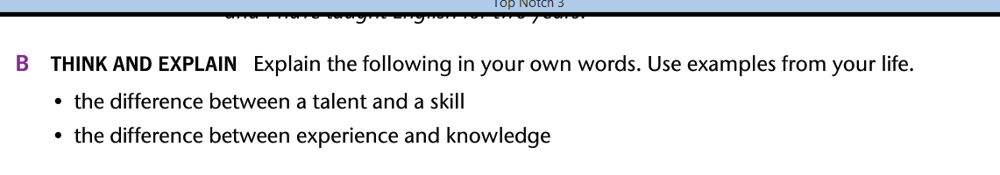 Top Notch 3
and I have taught English for two years.
B THINK AND EXPLAIN Explain the following in your own words. Use examples from your life.
• the difference between a talent and a skill
• the difference between experience and knowledge